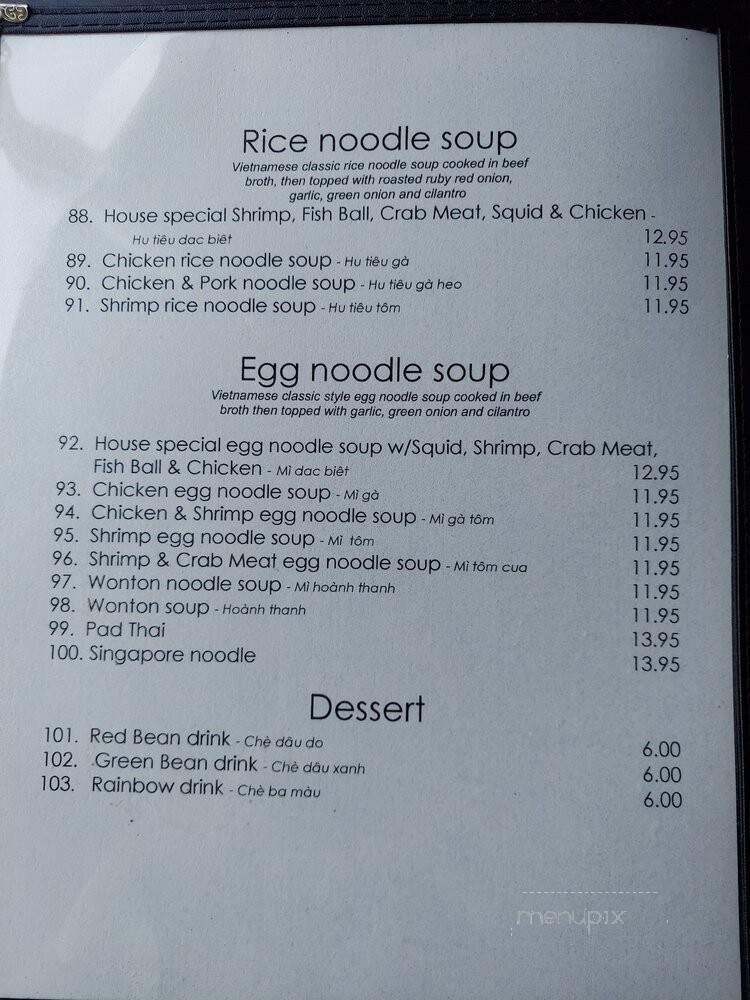 Rice noodle soup
Vietnamese classic rice noodle soup cooked in beef
broth, then topped with roasted ruby red onion,
garlic, green onion and cilantro
88. House special Shrimp, Fish Ball, Crab Meat, Squid & Chicken -
Hu tiêu dac biêt 12.95
89. Chicken rice noodle soup - Hu tiêu gà 11.95
90. Chicken & Pork noodle soup - Hu tiêu gà heo 11.95
91. Shrimp rice noodle soup - Hu tiêu tôm 11.95
Egg noodle soup
Vietnamese classic style egg noodle soup cooked in beef
broth then topped with garlic, green onion and cilantro
92. House special egg noodle soup w/Squid, Shrimp, Crab Meat,
Fish Ball & Chicken - Mì dac biêt 12.95
93. Chicken egg noodle soup - Mì gà 11.95
94. Chicken & Shrimp egg noodle soup - Mì gà tôm 11.95
95. Shrimp egg noodle soup - Mì tôm 11.95
96. Shrimp & Crab Meat egg noodle soup - Mì tôm cua 11.95
97. Wonton noodle soup - Mì hoành thanh 11.95
98. Wonton soup - Hoành thanh 11.95
99. Pad Thai 13.95
100. Singapore noodle 13.95
Dessert
101. Red Bean drink - Chè dâu do 6.00
102. Green Bean drink - Chè dâu xanh 6.00
103. Rainbow drink - Chè ba màu 6.00
menupix